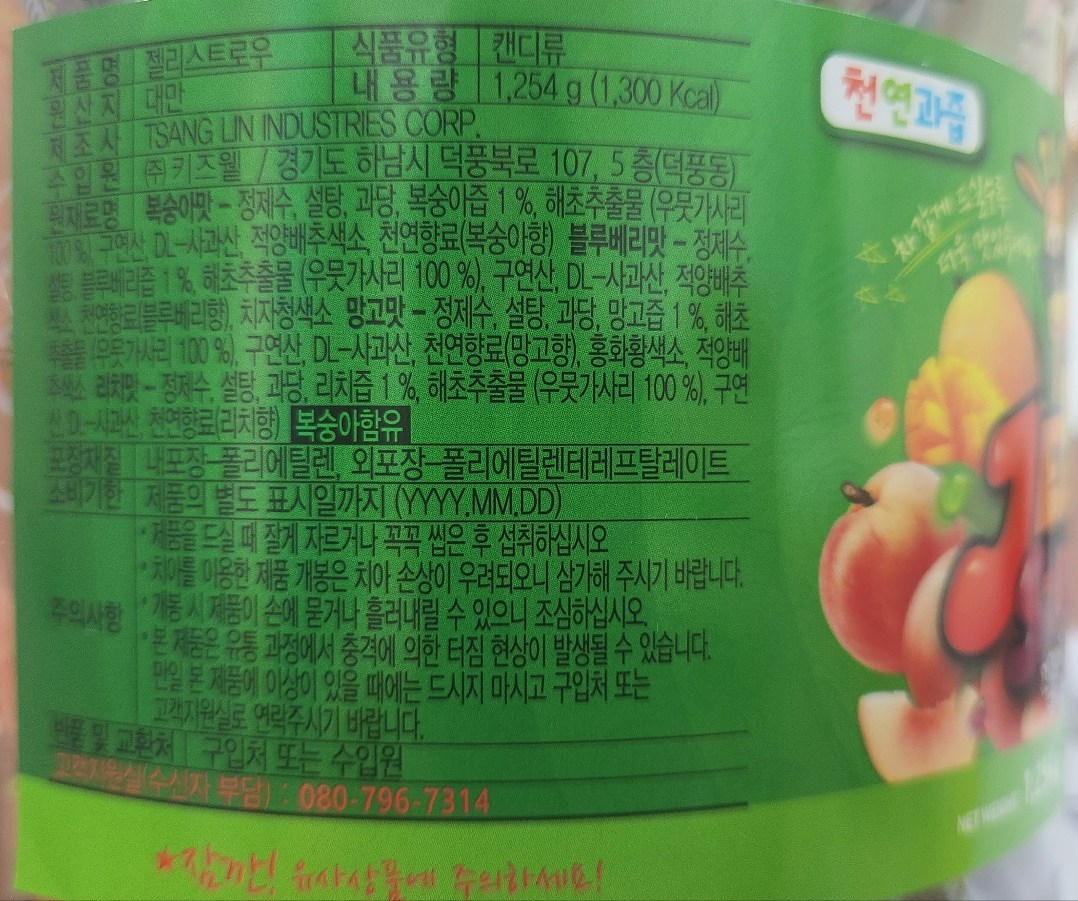 제품명 젤리스트로우 식품유형 캔디류
원산지 대만 내용량 1,254 g (1,300 Kcal)
제조사 TSANG LIN INDUSTRIES CORP.
수입원 ㈜키즈월 / 경기도 하남시 덕풍북로 107, 5층(덕풍동)
원재료명 복숭아맛 - 정제수, 설탕, 과당, 복숭아즙 1 %, 해초추출물 (우뭇가사리
100 %), 구연산, DL-사과산, 적양배추색소, 천연향료(복숭아향) 블루베리맛 - 정제수,
설탕, 블루베리즙 1 %, 해초추출물 (우뭇가사리 100 %), 구연산, DL-사과산, 적양배추
색소, 천연향료(블루베리향), 치자청색소 망고맛 - 정제수, 설탕, 과당, 망고즙 1 %, 해초
추출물 (우뭇가사리 100 %), 구연산, DL-사과산, 천연향료(망고향), 홍화황색소, 적양배
추색소 리치맛 - 정제수, 설탕, 과당, 리치즙 1 %, 해초추출물 (우뭇가사리 100 %), 구연
산, DL-사과산, 천연향료(리치향) 복숭아함유
포장재질 내포장-폴리에틸렌, 외포장-폴리에틸렌테레프탈레이트
소비기한 제품의 별도 표시일까지 (YYYY.MM.DD)
주의사항
* 제품을 드실 때 잘게 자르거나 꼭꼭 씹은 후 섭취하십시오
* 치아를 이용한 제품 개봉은 치아 손상이 우려되오니 삼가해 주시기 바랍니다.
* 개봉 시 제품이 손에 묻거나 흘러내릴 수 있으니 조심하십시오.
* 본 제품은 유통 과정에서 충격에 의한 터짐 현상이 발생될 수 있습니다.
만일 본 제품에 이상이 있을 때에는 드시지 마시고 구입처 또는
고객지원실로 연락주시기 바랍니다.
반품 및 교환처 구입처 또는 수입원
고객지원실(수신자 부담) : 080-796-7314
*잠깐! 유사상품에 주의하세요!
천연과즙
차갑게 드실수록
더욱
NET